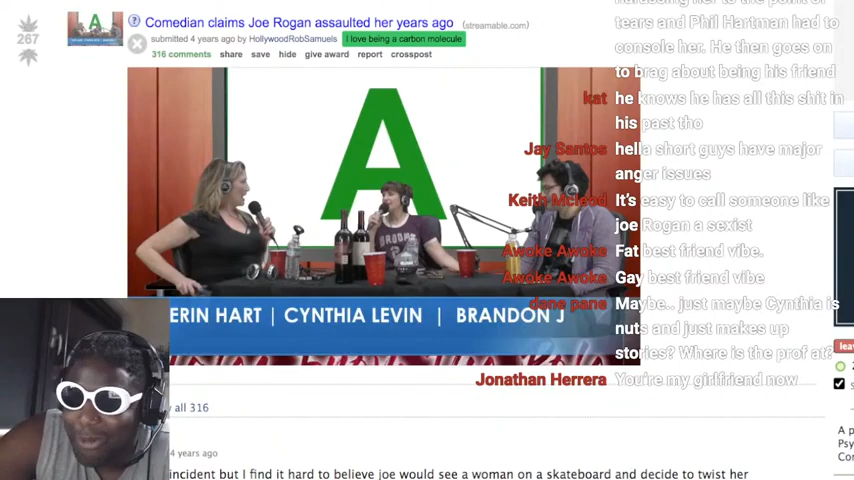 267
Comedian claims Joe Rogan assaulted her years ago (streamable.com)
submitted 4 years ago by HollywoodRobSamuels I love being a carbon molecule
316 comments share save hide give award report crosspost
A
ERIN HART | CYNTHIA LEVIN | BRANDON J
tears and Phil Hartman had to
console her. He then goes on
to brag about being his friend
kat he knows he has all this shit in
his past tho
Jay Santos hella short guys have major
anger issues
Keith Mcleod It's easy to call someone like
joe Rogan a sexist
Awoke Awoke Fat best friend vibe.
Awoke Awoke Gay best friend vibe
dane pane Maybe.. just maybe Cynthia is
nuts and just makes up
stories? Where is the prof at?
Jonathan Herrera You're my girlfriend now
all 316
4 years ago
incident but I find it hard to believe joe would see a woman on a skateboard and decide to twist her
leav
A p
Psy
Cor